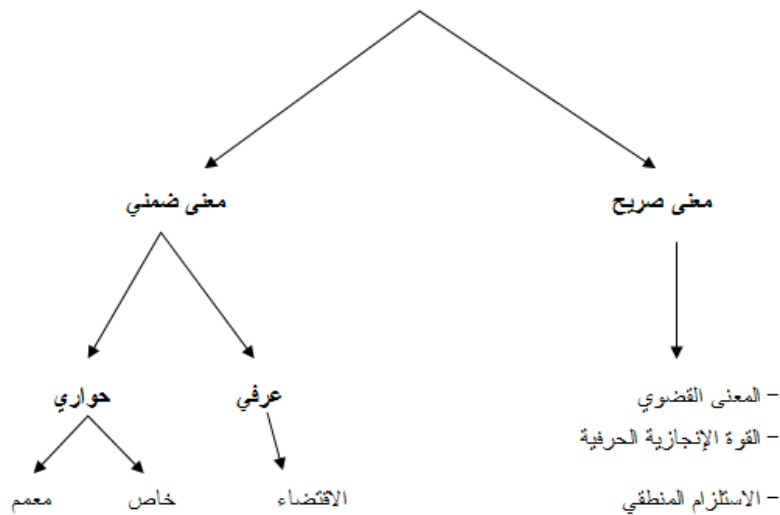 معنى صريح
معنى ضمني
- المعنى القضوي
- القوة الإنجازية الحرفية
- الاستلزام المنطقي
عرفي
حواري
الاقتضاء
خاص
معمم